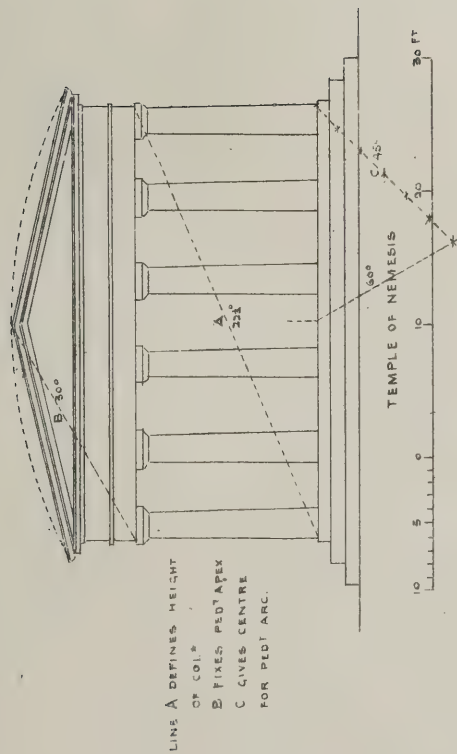 B 30°
A
22½°
60°
C 45°
LINE A DEFINES HEIGHT
OF COL^N
B FIXES PED^T APEX
C GIVES CENTRE
FOR PED^T ARC.
TEMPLE OF NEMESIS
10 5 0 10 20 30 FT